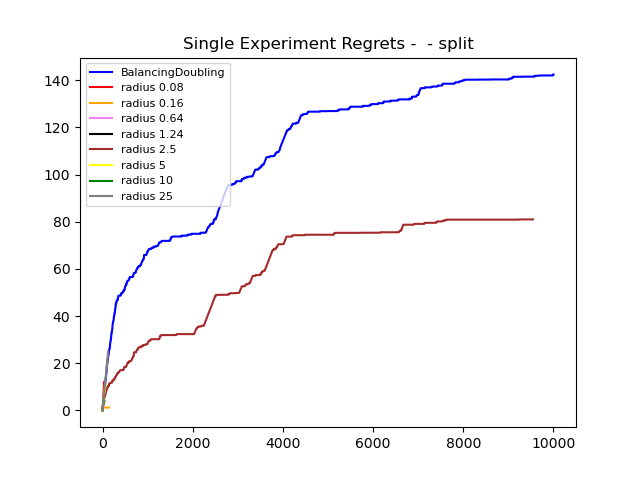 Single Experiment Regrets -  - split
BalancingDoubling
radius 0.08
radius 0.16
radius 0.64
radius 1.24
radius 2.5
radius 5
radius 10
radius 25
140
120
100
80
60
40
20
0
0 2000 4000 6000 8000 10000